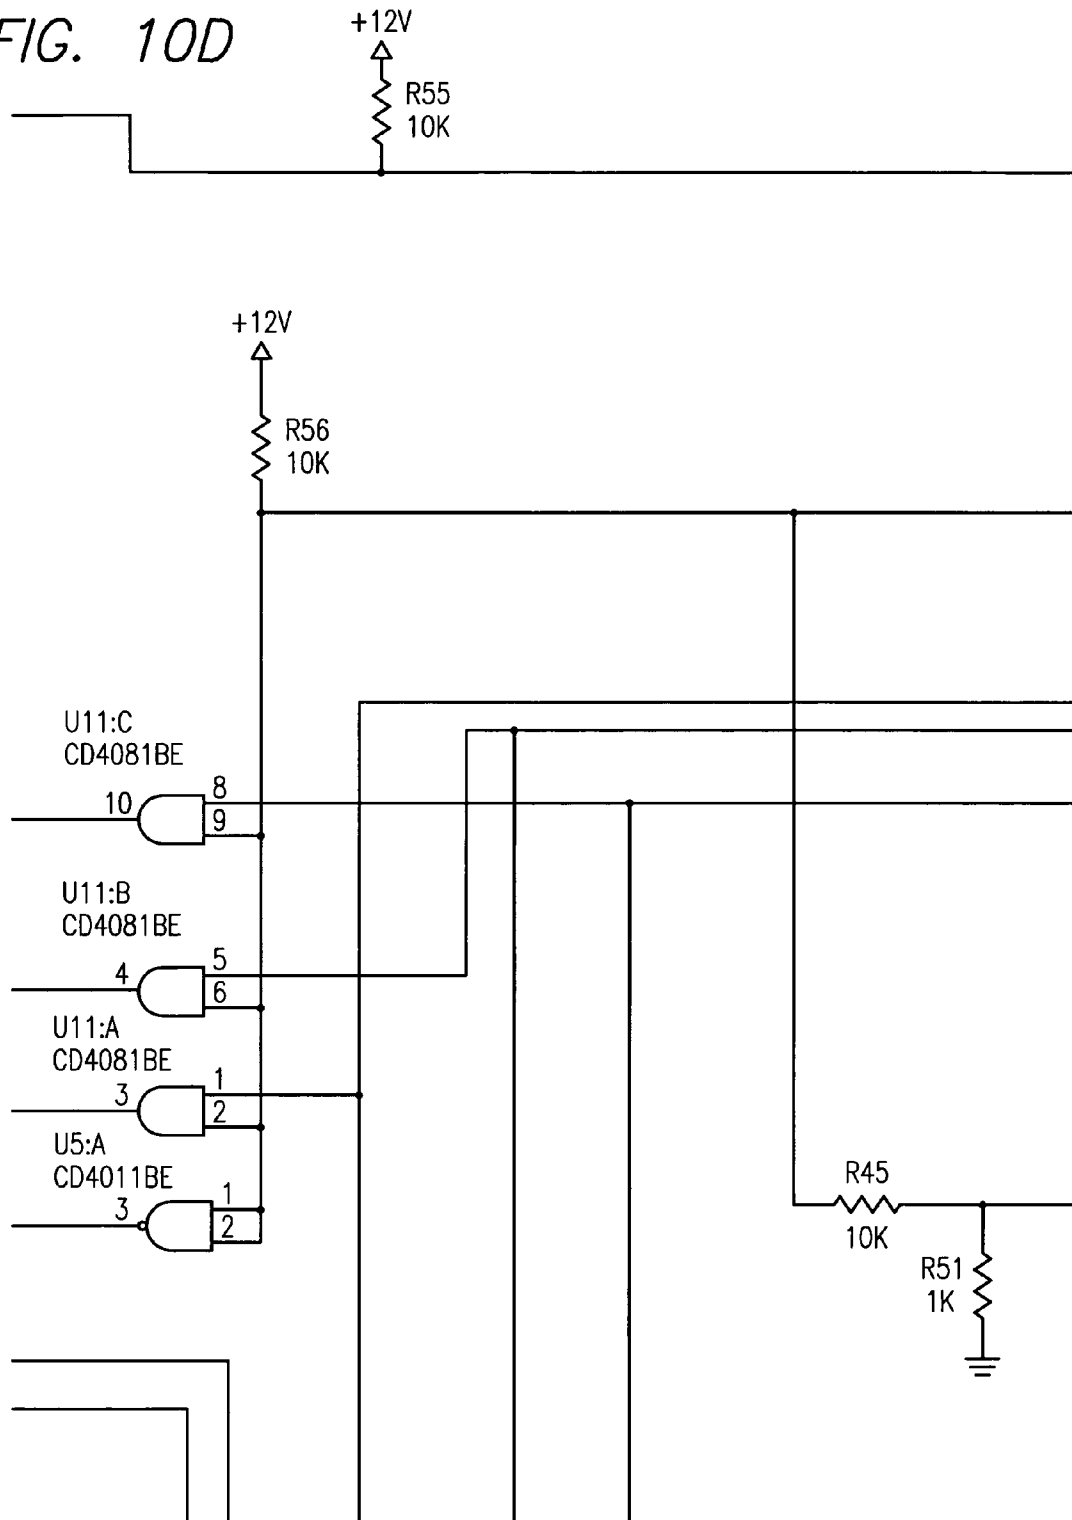 FIG. 10D
+12V
R55
10K
+12V
R56
10K
U11:C
CD4081BE
10
8
9
U11:B
CD4081BE
4
5
6
U11:A
CD4081BE
3
1
2
U5:A
CD4011BE
3
1
2
R45
10K
R51
1K